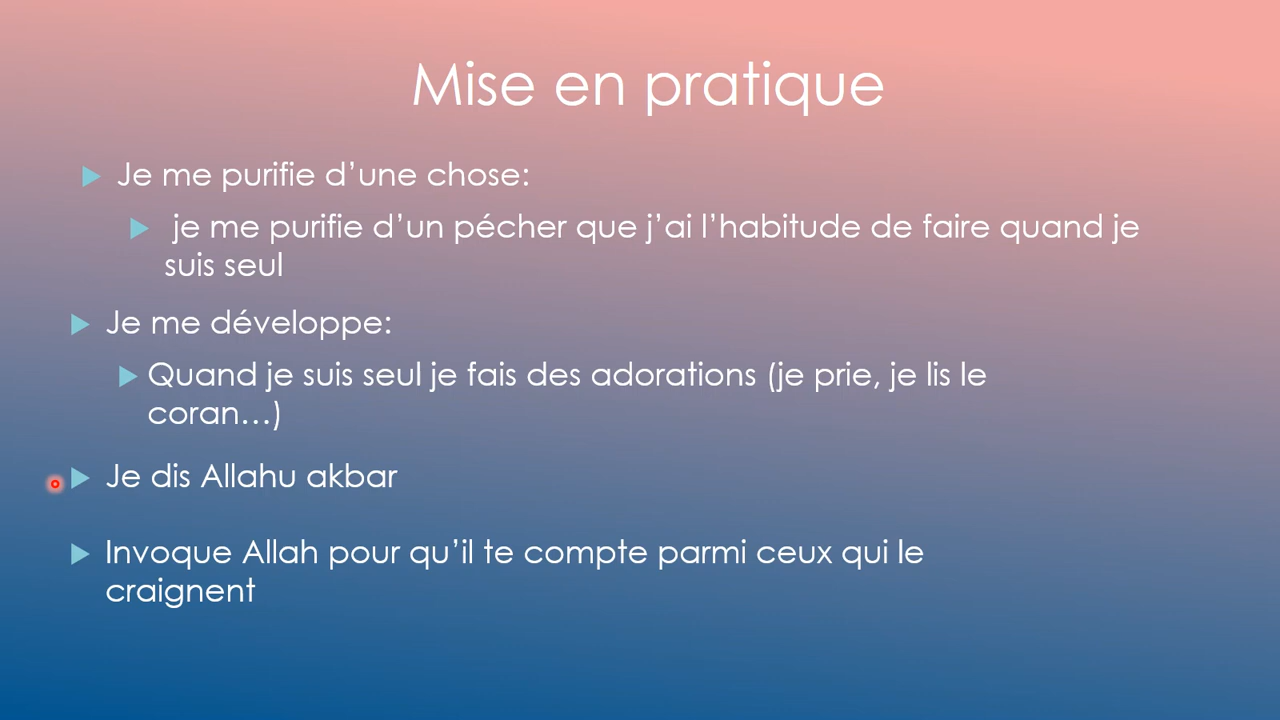 Mise en pratique
Je me purifie d’une chose:
je me purifie d’un pécher que j’ai l’habitude de faire quand je
suis seul
Je me développe:
Quand je suis seul je fais des adorations (je prie, je lis le
coran…)
Je dis Allahu akbar
Invoque Allah pour qu’il te compte parmi ceux qui le
craignent